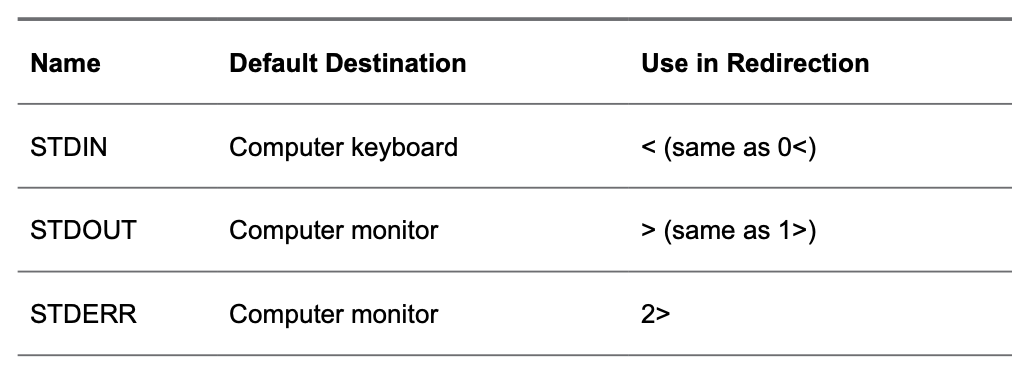 Name Default Destination Use in Redirection
STDIN Computer keyboard < (same as 0<)
STDOUT Computer monitor > (same as 1>)
STDERR Computer monitor 2>